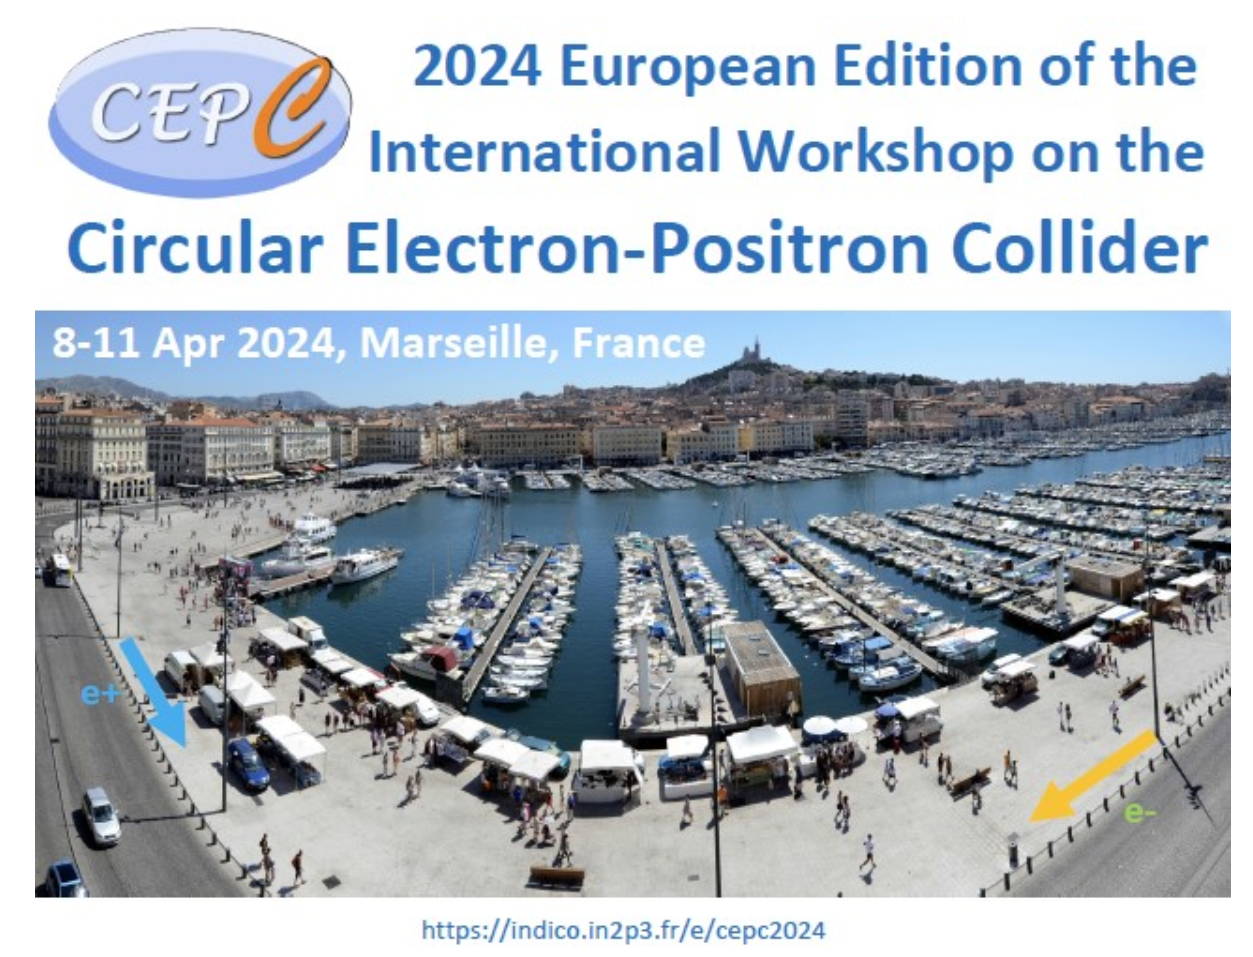 CEPC
2024 European Edition of the
International Workshop on the
Circular Electron-Positron Collider
8-11 Apr 2024, Marseille, France
e+
e-
https://indico.in2p3.fr/e/cepc2024